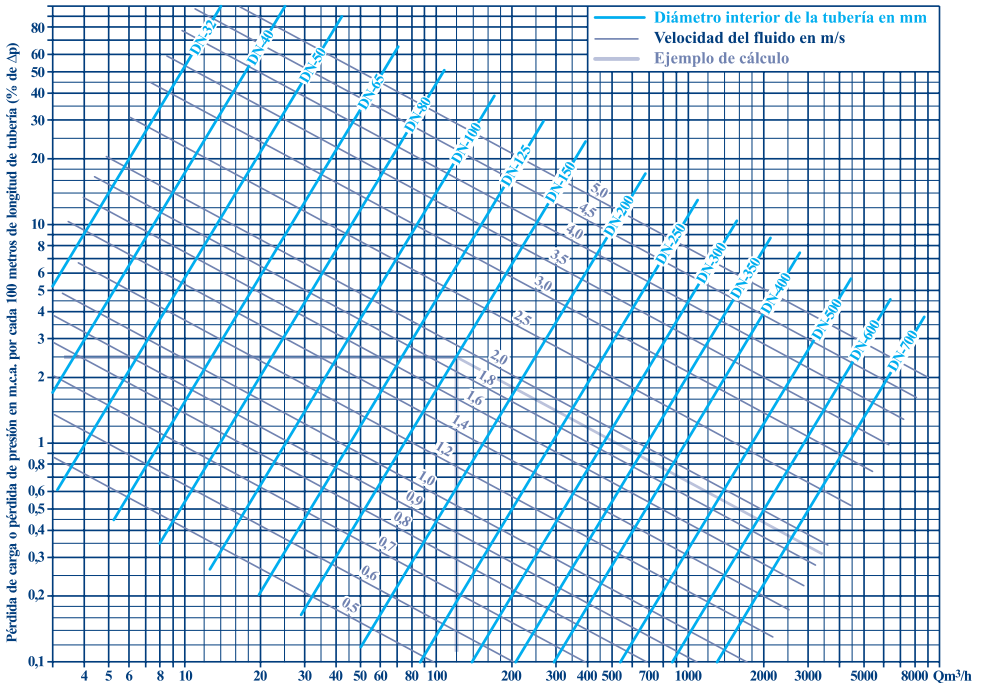 Diámetro interior de la tubería en mm
Velocidad del fluido en m/s
Ejemplo de cálculo
Pérdida de carga o pérdida de presión en m.c.a. por cada 100 metros de longitud de tubería (% de Δp)
80
60
50
40
30
20
10
8
6
5
4
3
2
1
0,8
0,6
0,5
0,4
0,3
0,2
0,1
DN-32
DN-40
DN-50
DN-65
DN-80
DN-100
DN-125
DN-150
DN-200
DN-250
DN-300
DN-350
DN-400
DN-500
DN-600
DN-700
5.0
4.5
4.0
3.5
3.0
2.5
2.0
1.8
1.6
1.4
1.2
1.0
0.9
0.8
0.7
0.6
0.5
4 5 6 8 10 20 30 40 50 60 80 100 200 300 400 500 700 1000 2000 3000 5000 8000 Qm³/h